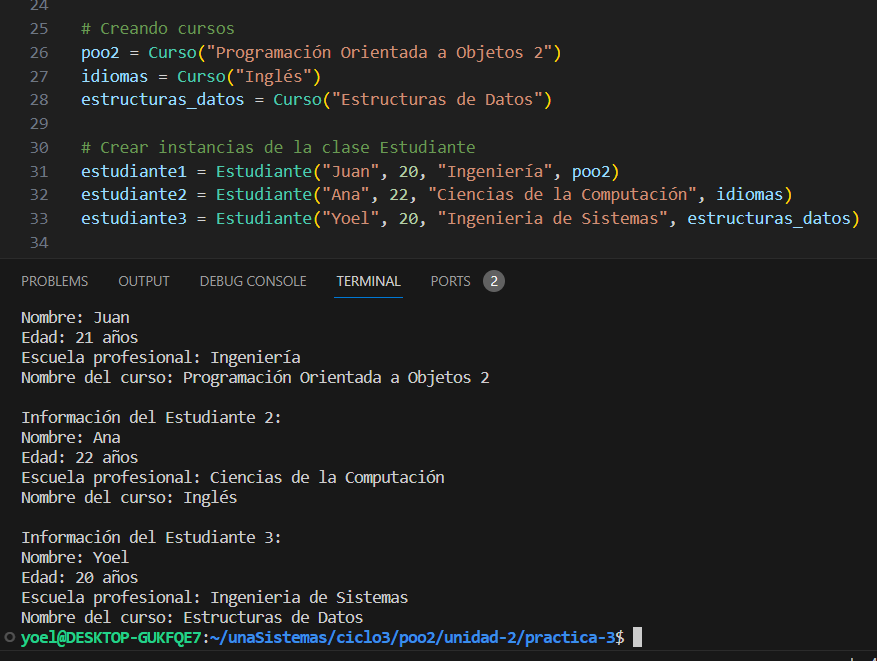 24
25 # Creando cursos
26 poo2 = Curso("Programación Orientada a Objetos 2")
27 idiomas = Curso("Inglés")
28 estructuras_datos = Curso("Estructuras de Datos")
29
30 # Crear instancias de la clase Estudiante
31 estudiante1 = Estudiante("Juan", 20, "Ingeniería", poo2)
32 estudiante2 = Estudiante("Ana", 22, "Ciencias de la Computación", idiomas)
33 estudiante3 = Estudiante("Yoel", 20, "Ingenieria de Sistemas", estructuras_datos)
34
PROBLEMS OUTPUT DEBUG CONSOLE TERMINAL PORTS 2
Nombre: Juan
Edad: 21 años
Escuela profesional: Ingeniería
Nombre del curso: Programación Orientada a Objetos 2
Información del Estudiante 2:
Nombre: Ana
Edad: 22 años
Escuela profesional: Ciencias de la Computación
Nombre del curso: Inglés
Información del Estudiante 3:
Nombre: Yoel
Edad: 20 años
Escuela profesional: Ingenieria de Sistemas
Nombre del curso: Estructuras de Datos
yoel@DESKTOP-GUKFQE7:~/unaSistemas/ciclo3/poo2/unidad-2/practica-3$